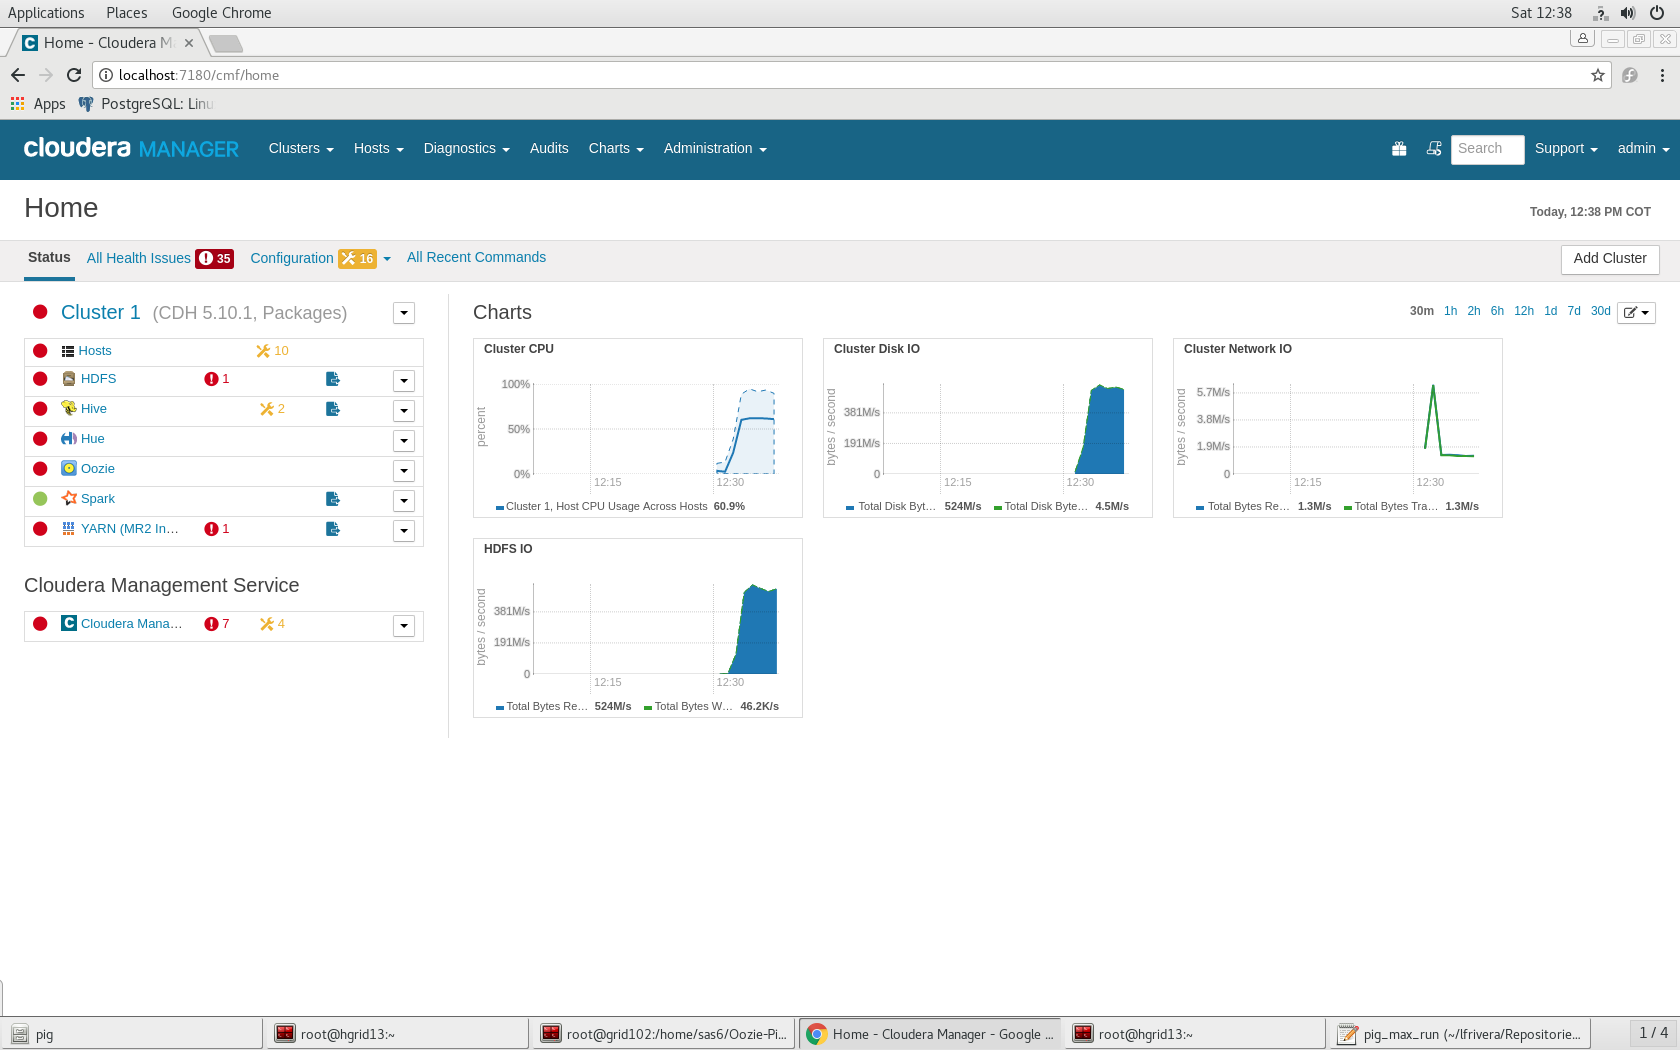 Applications Places Google Chrome Sat 12:38
Home - Cloudera M
localhost:7180/cmf/home
Apps PostgreSQL: Linu
cloudera MANAGER Clusters Hosts Diagnostics Audits Charts Administration Search Support admin
Home
Today, 12:38 PM COT
Status All Health Issues 35 Configuration 16 All Recent Commands Add Cluster
Cluster 1 (CDH 5.10.1, Packages)
Hosts 10
HDFS 1
Hive 2
Hue
Oozie
Spark
YARN (MR2 In... 1
Cloudera Management Service
Cloudera Mana... 7 4
Charts
30m 1h 2h 6h 12h 1d 7d 30d
Cluster CPU
percent
100%
50%
0%
12:15 12:30
Cluster 1, Host CPU Usage Across Hosts 60.9%
Cluster Disk IO
bytes / second
381M/s
191M/s
0
12:15 12:30
Total Disk Byt... 524M/s Total Disk Byte... 4.5M/s
Cluster Network IO
bytes / second
5.7M/s
3.8M/s
1.9M/s
0
12:15 12:30
Total Bytes Re... 1.3M/s Total Bytes Tra... 1.3M/s
HDFS IO
bytes / second
381M/s
191M/s
0
12:15 12:30
Total Bytes Re... 524M/s Total Bytes W... 46.2K/s
pig root@hgrid13:~ root@grid102:/home/sas6/Oozie-Pi... Home - Cloudera Manager - Google ... root@hgrid13:~ pig_max_run (~/lfrivera/Repositorie... 1 / 4